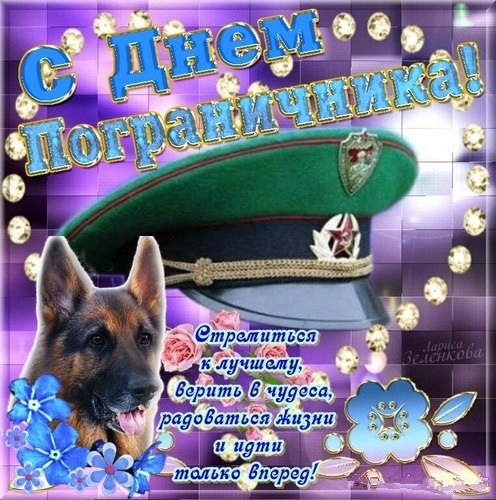 С Днем
Пограничника!
Стремиться
к лучшему,
верить в чудеса,
радоваться жизни
и идти
только вперед!
Лариса
Зеленкова